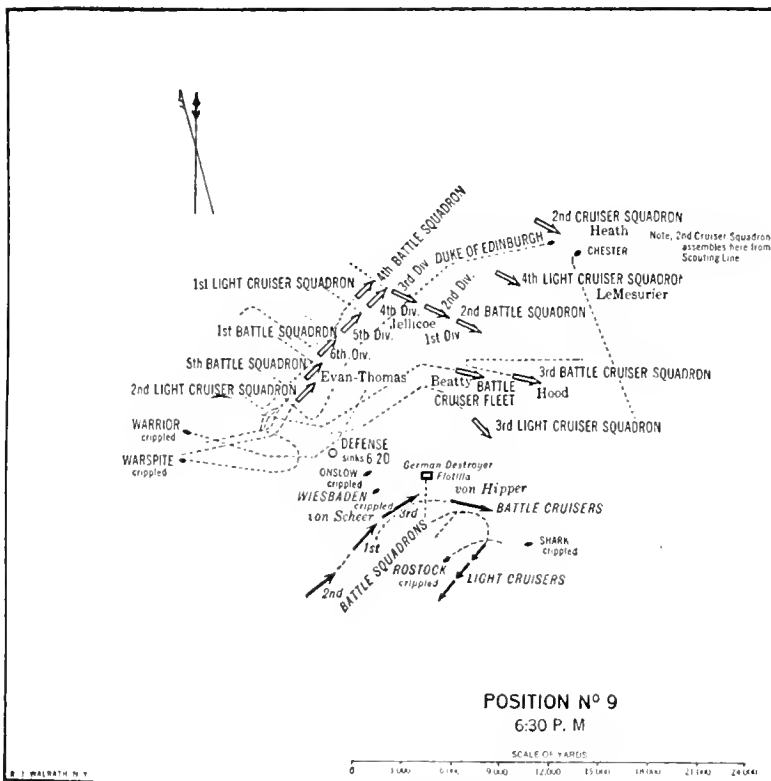 4th BATTLE SQUADRON
2nd CRUISER SQUADRON
Heath
Note, 2nd Cruiser Squadron
assembles here from
Scouting Line
DUKE OF EDINBURGH
CHESTER
3rd Div
2nd Div.
1st LIGHT CRUISER SQUADRON
4th LIGHT CRUISER SQUADRON
LeMesurier
4th Div.
Jellicoe
5th Div.
2nd BATTLE SQUADRON
1st Div
1st BATTLE SQUADRON
6th. Div.
5th BATTLE SQUADRON
Evan-Thomas
2nd LIGHT CRUISER SQUADRON
Beatty
BATTLE
CRUISER FLEET
3rd BATTLE CRUISER SQUADRON
Hood
3rd LIGHT CRUISER SQUADRON
WARRIOR
crippled
WARSPITE
crippled
DEFENSE
sinks 6 20
ONSLOW
crippled
WIESBADEN
crippled
German Destroyer
Flotilla
von Hipper
von Scheer
3rd
BATTLE CRUISERS
1st
2nd
BATTLE SQUADRONS
SHARK
crippled
ROSTOCK
crippled
LIGHT CRUISERS
POSITION Nº 9
6:30 P. M
SCALE OF YARDS
0 3.000 6.000 9.000 12.000 15.000 18.000 21.000 24.000
R. J. WALRATH N.Y.